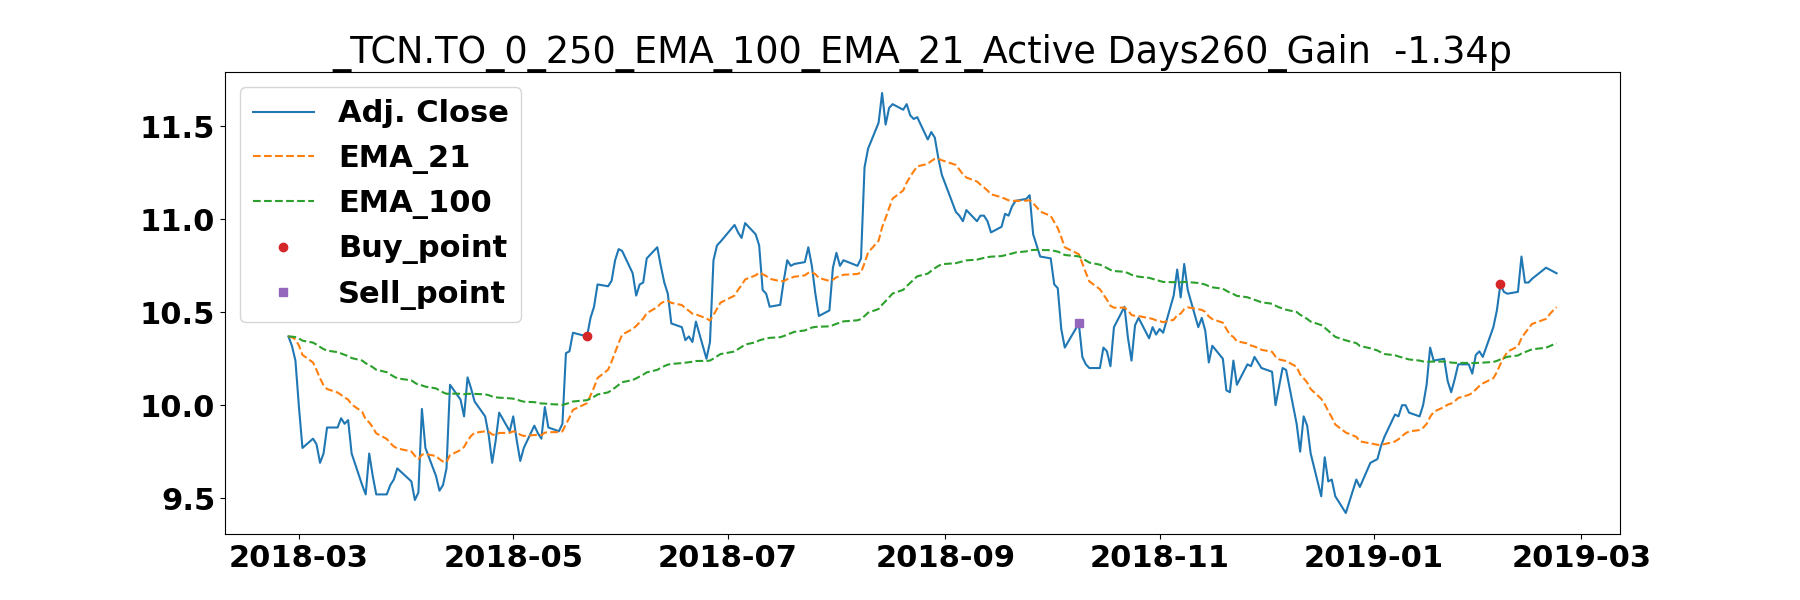 _TCN.TO_0_250_EMA_100_EMA_21_Active Days260_Gain  -1.34p
Adj. Close
EMA_21
EMA_100
Buy_point
Sell_point
11.5
11.0
10.5
10.0
9.5
2018-03 2018-05 2018-07 2018-09 2018-11 2019-01 2019-03